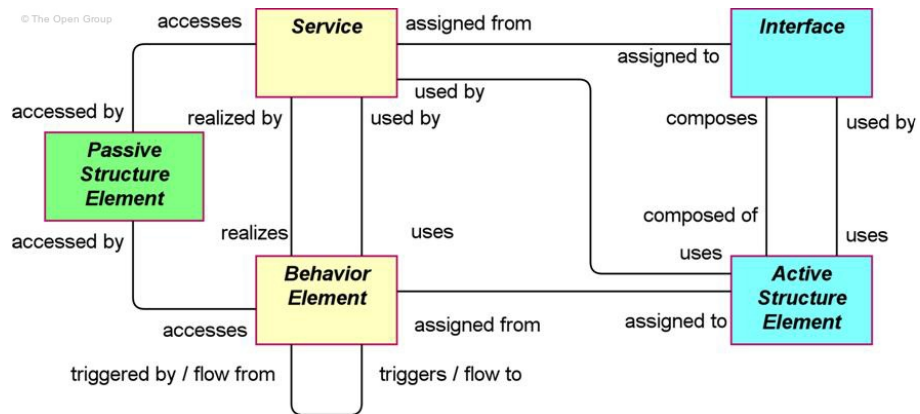 © The Open Group
accesses
Service
assigned from
Interface
assigned to
used by
accessed by
realized by
used by
composes
used by
Passive
Structure
Element
composed of
accessed by
realizes
uses
uses
uses
Behavior
Element
Active
Structure
Element
accesses
assigned from
assigned to
triggered by / flow from
triggers / flow to